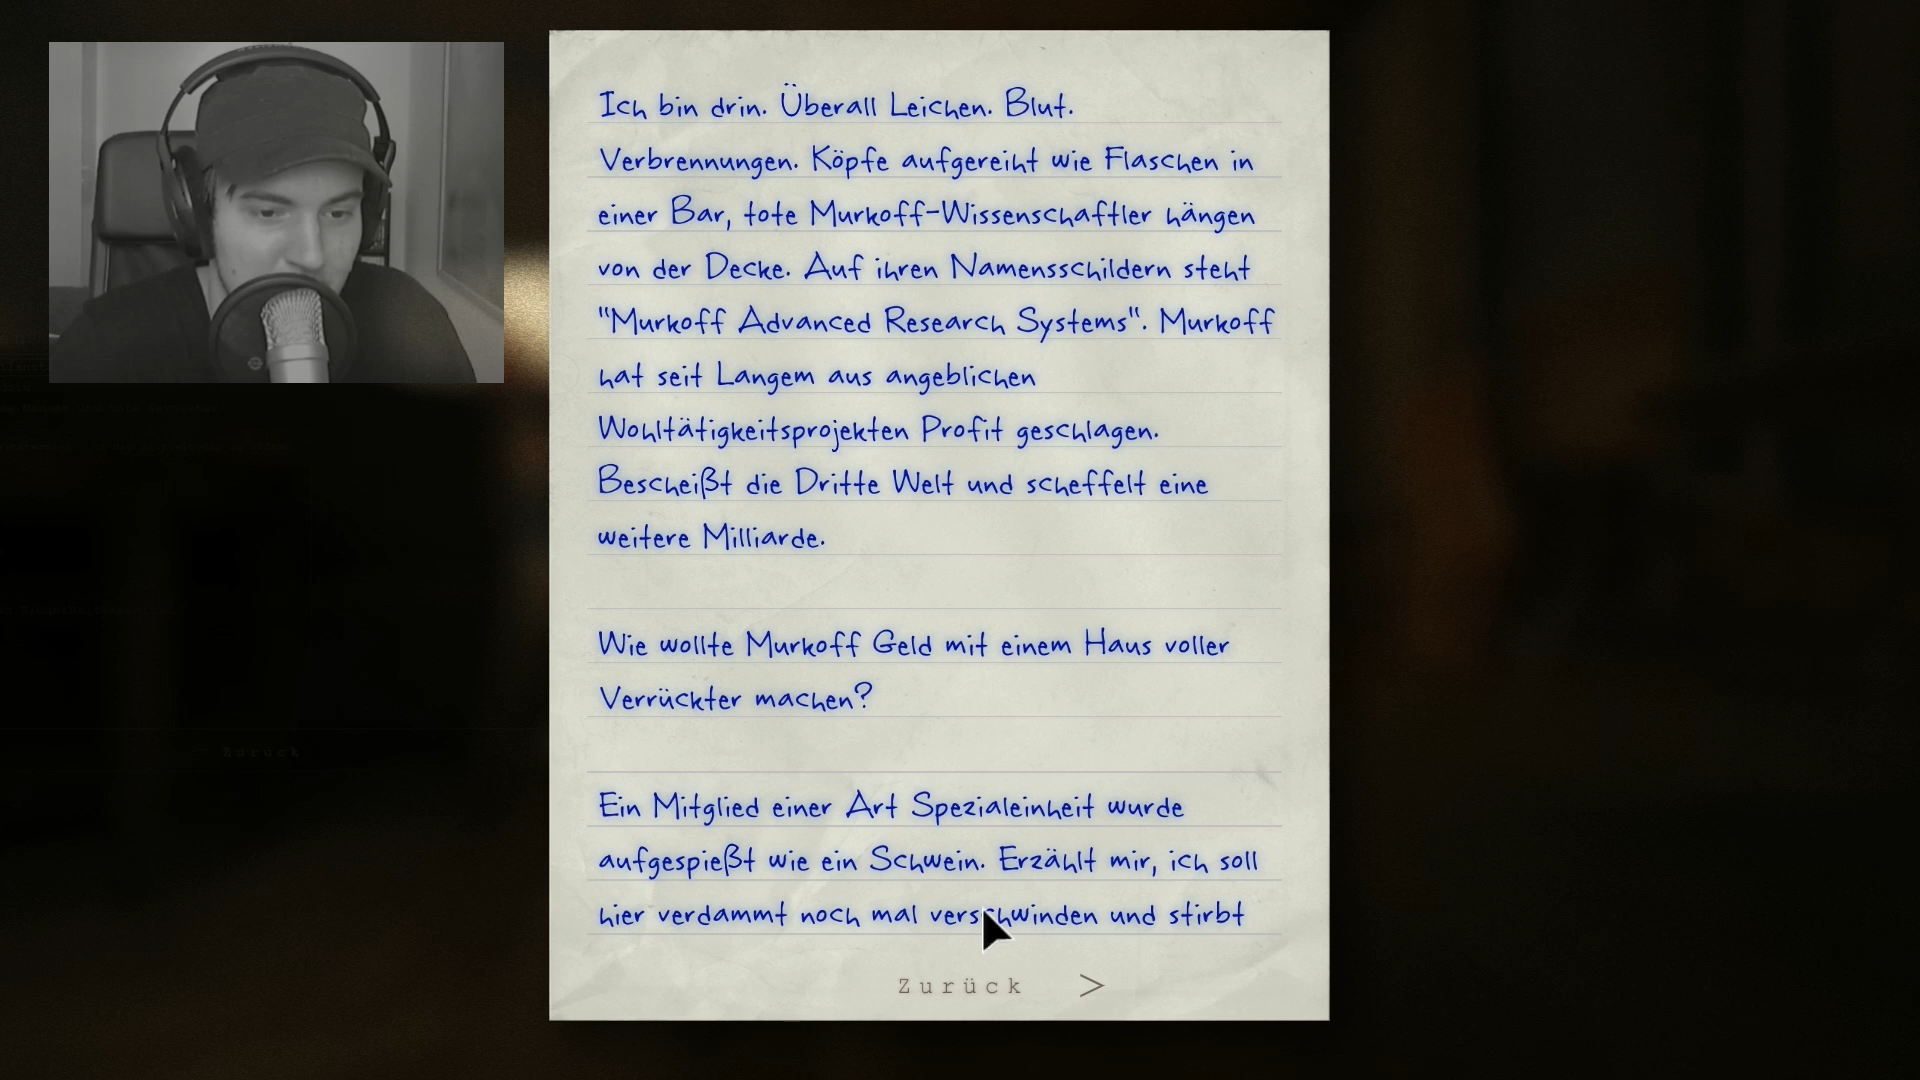 Ich bin drin. Überall Leichen. Blut.
Verbrennungen. Köpfe aufgereiht wie Flaschen in
einer Bar, tote Murkoff-Wissenschaftler hängen
von der Decke. Auf ihren Namensschildern steht
"Murkoff Advanced Research Systems". Murkoff
hat seit Langem aus angeblichen
Wohltätigkeitsprojekten Profit geschlagen.
Bescheißt die Dritte Welt und scheffelt eine
weitere Milliarde.
Wie wollte Murkoff Geld mit einem Haus voller
Verrückter machen?
Ein Mitglied einer Art Spezialeinheit wurde
aufgespießt wie ein Schwein. Erzählt mir, ich soll
hier verdammt noch mal verschwinden und stirbt
Zurück >
Zurück